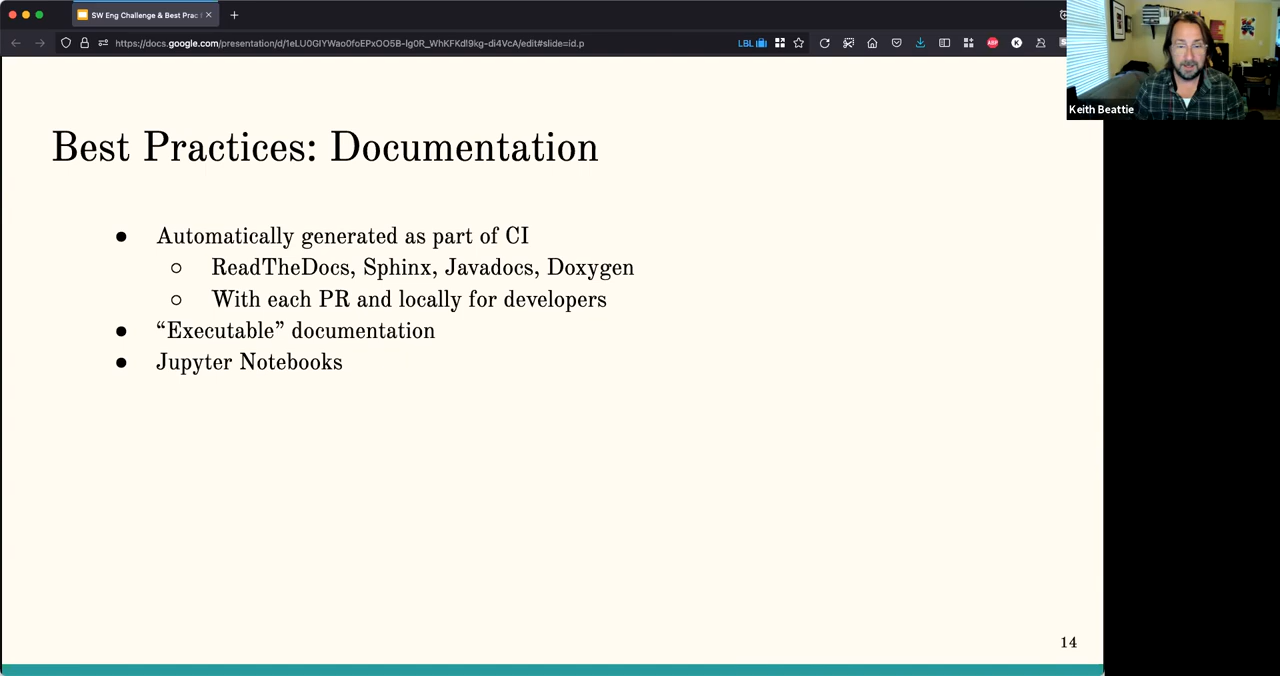 SW Eng Challenge & Best Prac
https://docs.google.com/presentation/d/1eLU0GIYWao0foEPxOO5B-Ig0R_WhKFKdl9kg-di4VcA/edit#slide=id.p
LBL
ABP
K
Keith Beattie
Best Practices: Documentation
● Automatically generated as part of CI
○ ReadTheDocs, Sphinx, Javadocs, Doxygen
○ With each PR and locally for developers
● “Executable” documentation
● Jupyter Notebooks
14